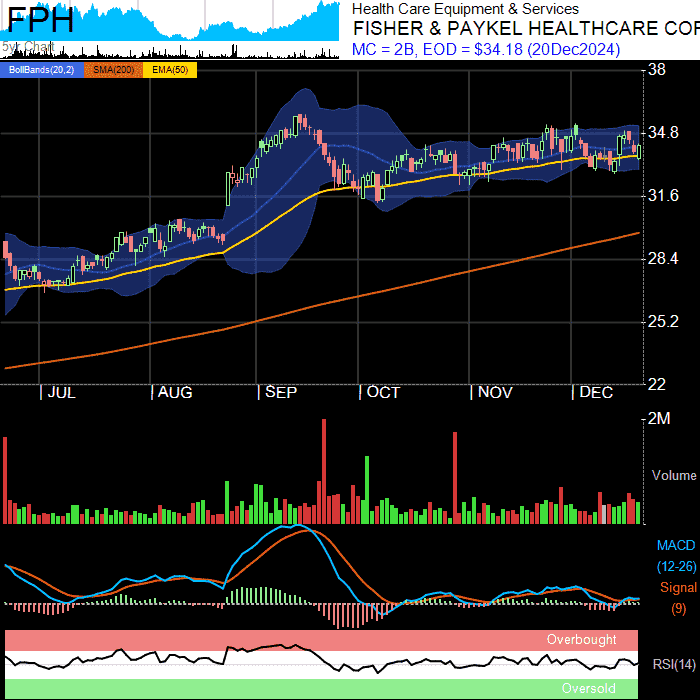 FPH
5yr Chart
Health Care Equipment & Services
FISHER & PAYKEL HEALTHCARE COR
MC = 2B, EOD = $34.18 (20Dec2024)
BollBands(20,2) SMA(200) EMA(50)
38
34.8
31.6
28.4
25.2
22
JUL AUG SEP OCT NOV DEC
2M
Volume
MACD
(12-26)
Signal
(9)
Overbought
RSI(14)
Oversold